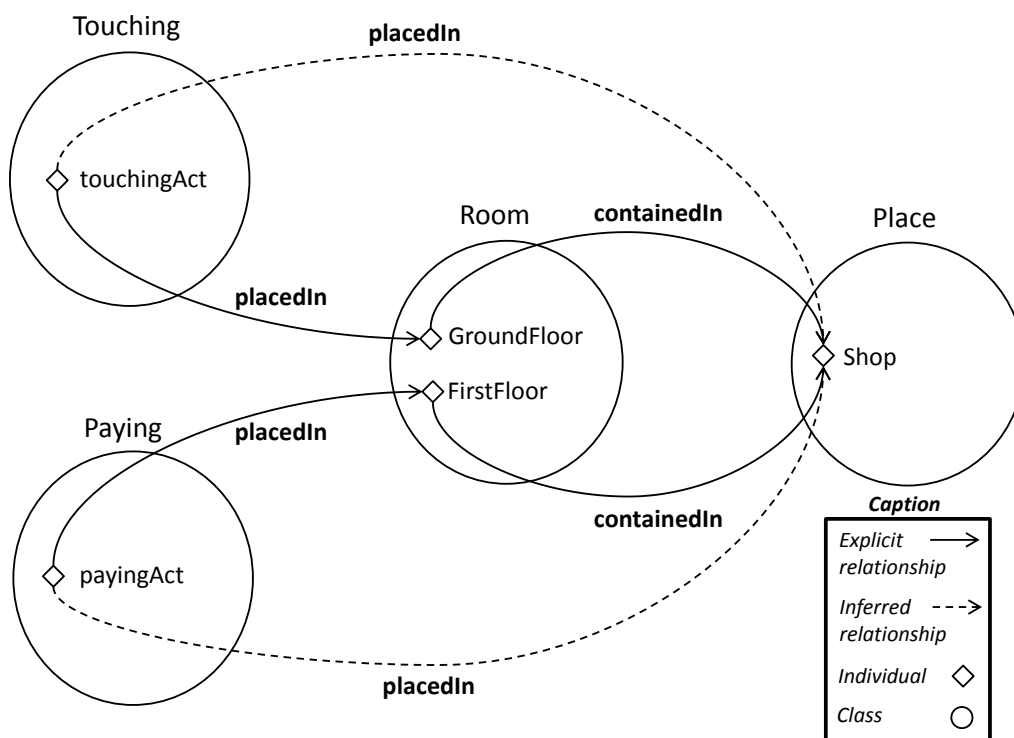 Touching
placedIn
touchingAct
Room
containedIn
Place
placedIn
GroundFloor
Shop
FirstFloor
Paying
placedIn
containedIn
payingAct
placedIn
Caption
Explicit
relationship
Inferred
relationship
Individual
Class